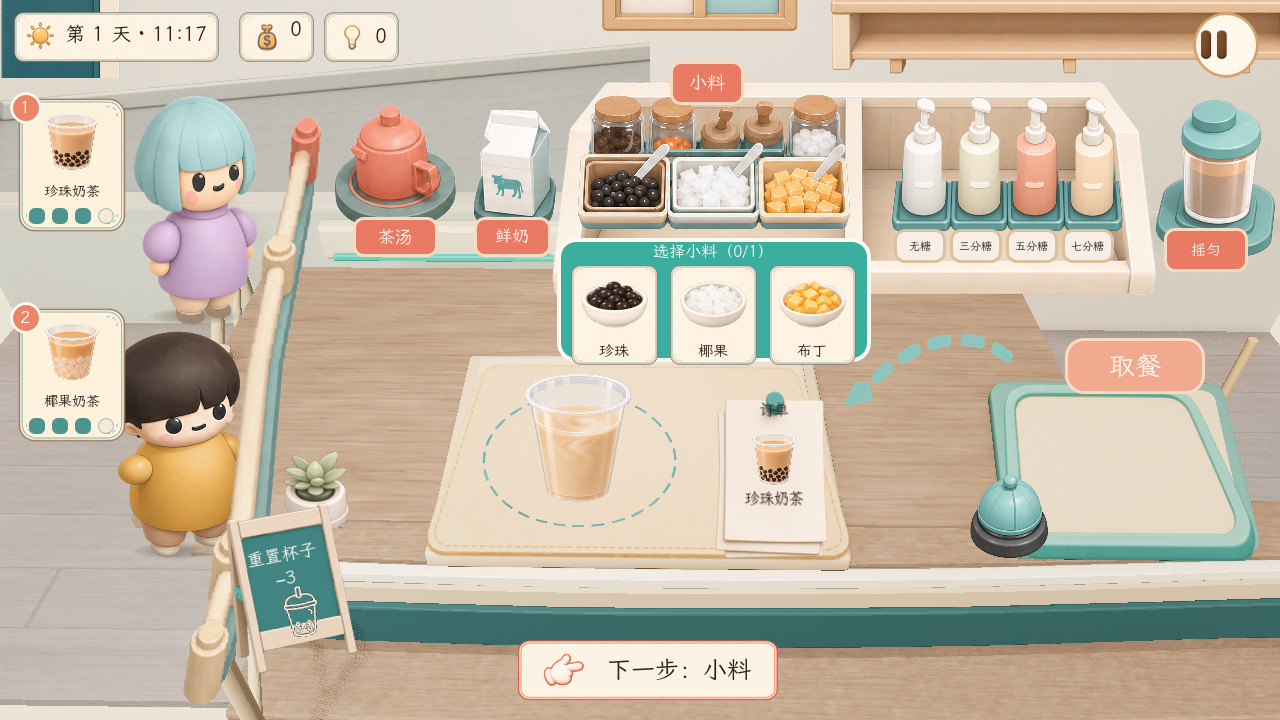 第 1 天・11:17
0
0
1
珍珠奶茶
2
椰果奶茶
小料
茶汤
鲜奶
无糖
三分糖
五分糖
七分糖
摇匀
选择小料（0/1）
珍珠
椰果
布丁
取餐
订单
珍珠奶茶
重置杯子
-3
下一步：小料